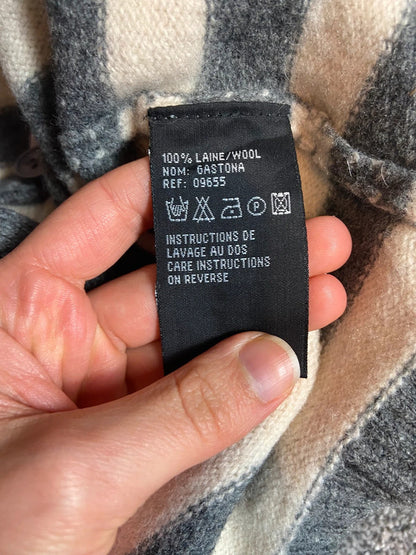 100% LAINE/WOOL
NOM: GASTONA
REF: 09655
P
INSTRUCTIONS DE
LAVAGE AU DOS
CARE INSTRUCTIONS
ON REVERSE